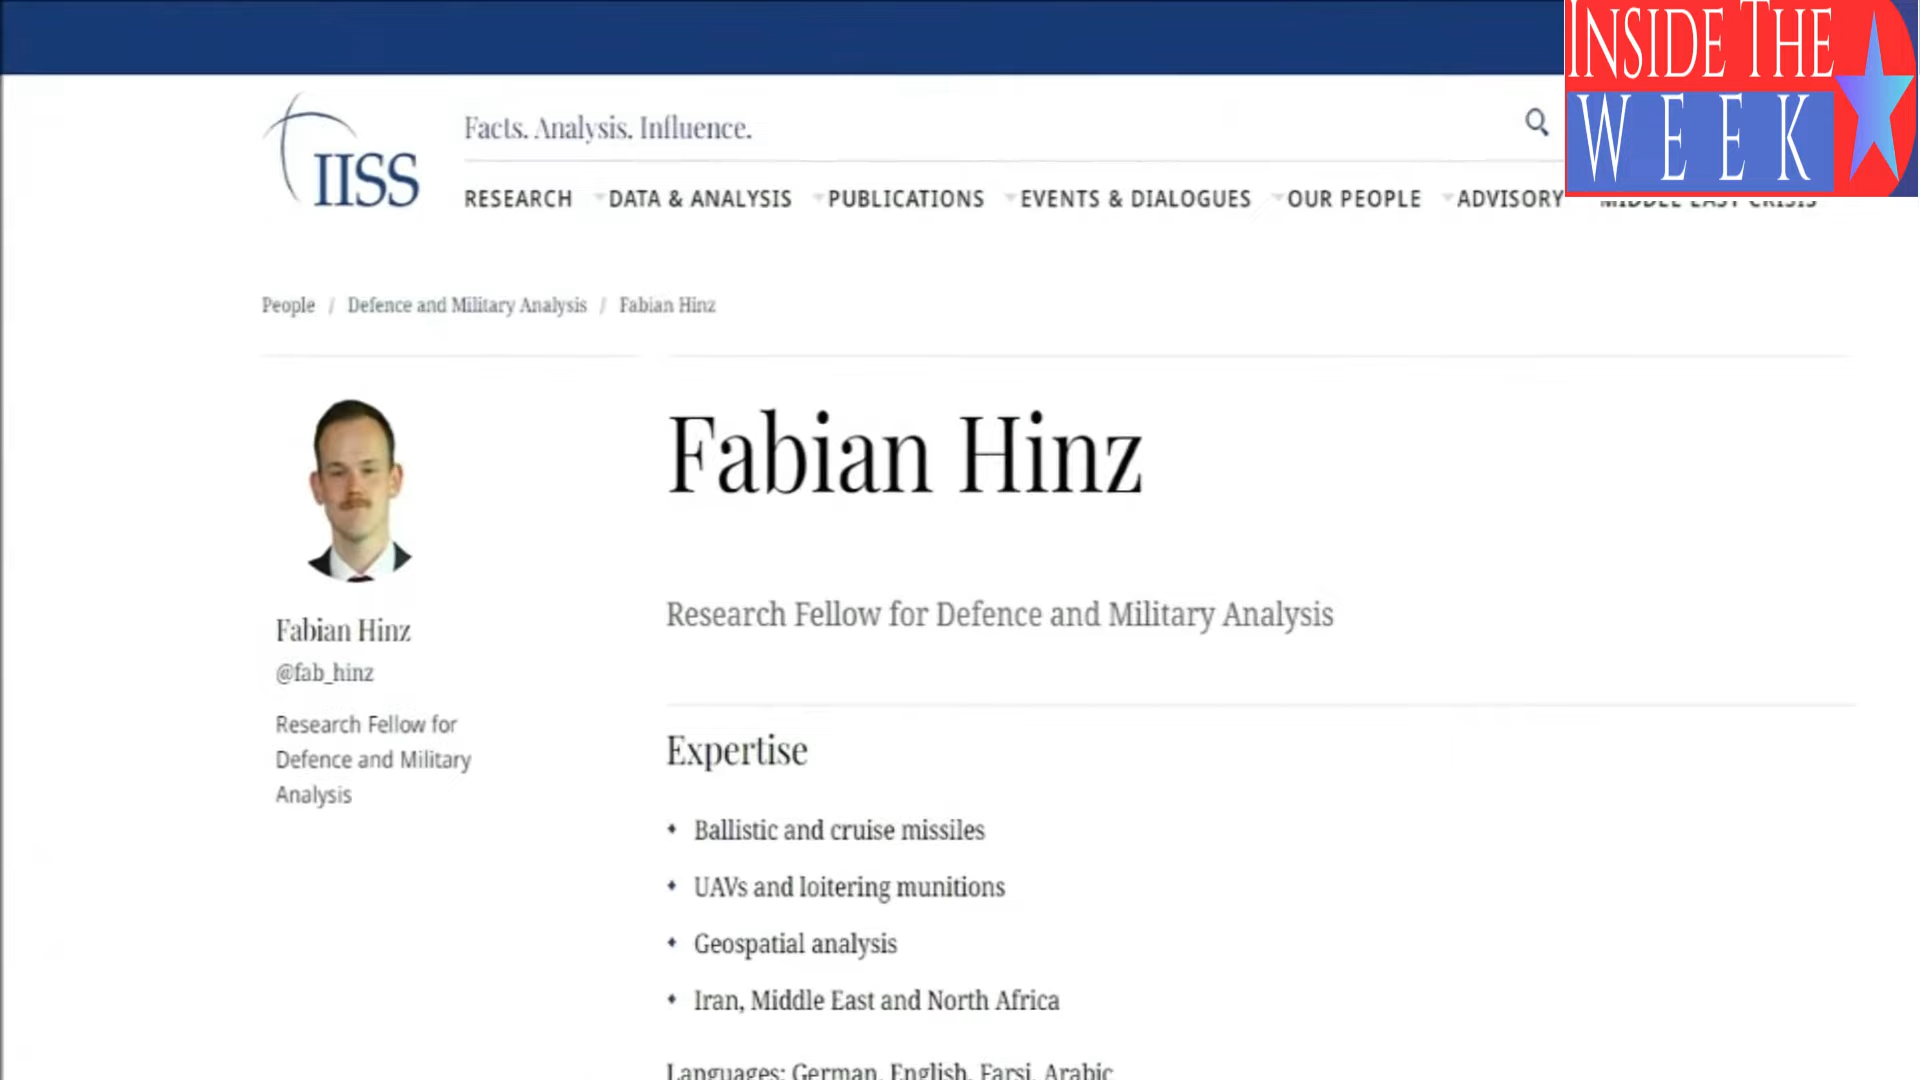 INSIDE THE
WEEK
Facts. Analysis. Influence.
IISS
RESEARCH DATA & ANALYSIS PUBLICATIONS EVENTS & DIALOGUES OUR PEOPLE ADVISORY MIDDLE EAST CRISIS
People / Defence and Military Analysis / Fabian Hinz
Fabian Hinz
Research Fellow for Defence and Military Analysis
Fabian Hinz
@fab_hinz
Research Fellow for
Defence and Military
Analysis
Expertise
Ballistic and cruise missiles
UAVs and loitering munitions
Geospatial analysis
Iran, Middle East and North Africa
Languages: German, English, Farsi, Arabic